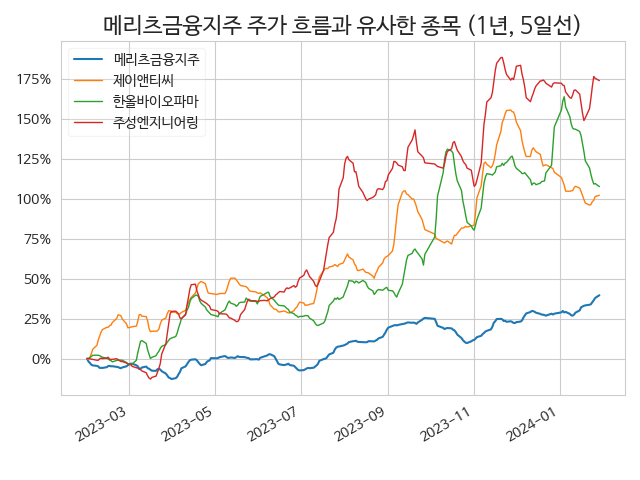 메리츠금융지주 주가 흐름과 유사한 종목 (1년, 5일선)
메리츠금융지주
제이앤티씨
한올바이오파마
주성엔지니어링
175%
150%
125%
100%
75%
50%
25%
0%
2023-03
2023-05
2023-07
2023-09
2023-11
2024-01